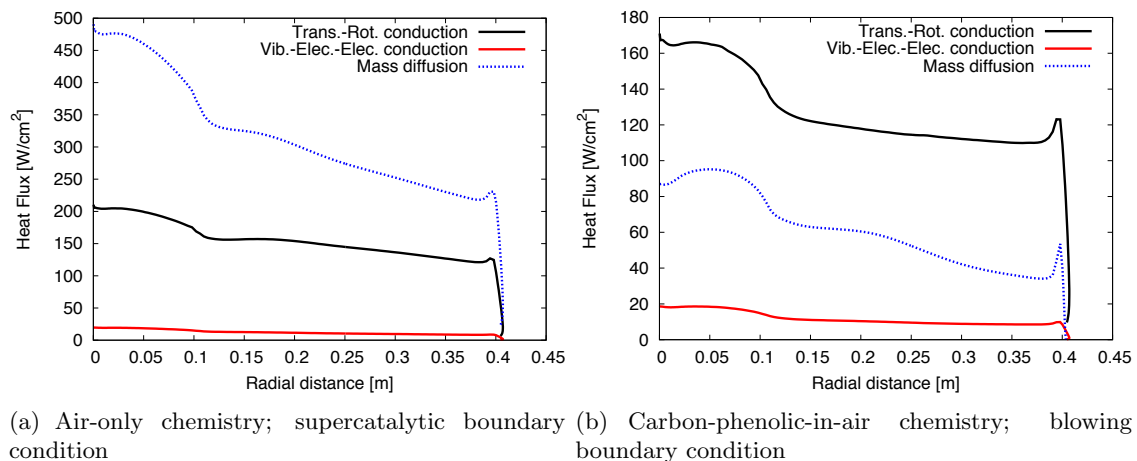 500
450
400
350
300
250
200
150
100
50
0
Heat Flux [W/cm²]
Trans.-Rot. conduction
Vib.-Elec.-Elec. conduction
Mass diffusion
0 0.05 0.1 0.15 0.2 0.25 0.3 0.35 0.4 0.45
Radial distance [m]
(a) Air-only chemistry; supercatalytic boundary
condition
180
160
140
120
100
80
60
40
20
0
Heat Flux [W/cm²]
Trans.-Rot. conduction
Vib.-Elec.-Elec. conduction
Mass diffusion
0 0.05 0.1 0.15 0.2 0.25 0.3 0.35 0.4 0.45
Radial distance [m]
(b) Carbon-phenolic-in-air chemistry; blowing
boundary condition